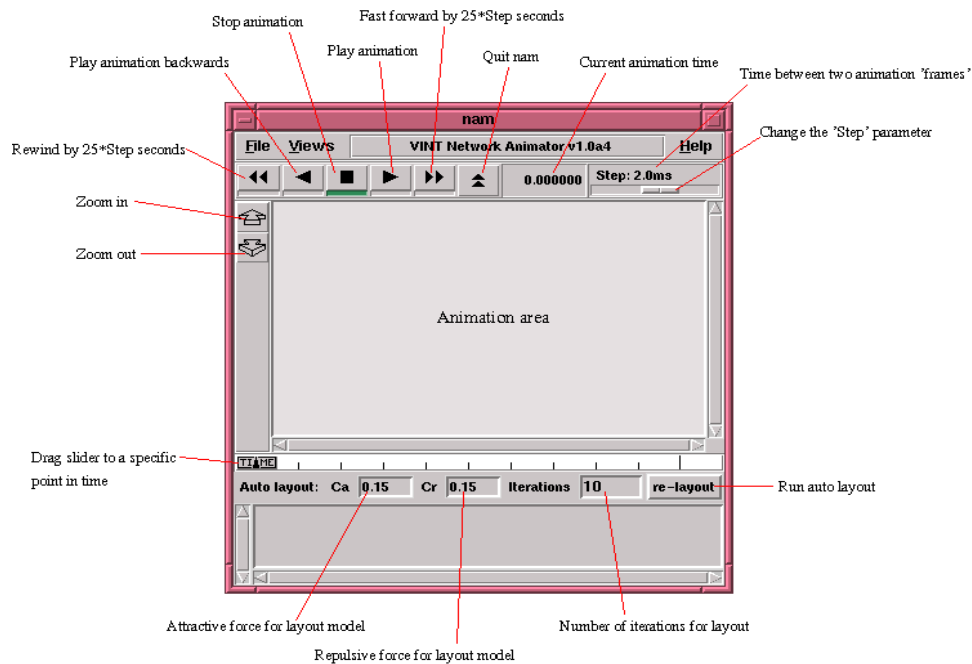 Fast forward by 25*Step seconds
Stop animation
Play animation
Quit nam
Play animation backwards
Current animation time
Time between two animation 'frames'
nam
Change the 'Step' parameter
File Views VINT Network Animator v1.0a4 Help
Rewind by 25*Step seconds
0.000000
Step: 2.0ms
Zoom in
Zoom out
Animation area
Drag slider to a specific
point in time
TIME
Auto layout: Ca 0.15 Cr 0.15 Iterations 10 re-layout
Run auto layout
Attractive force for layout model
Number of iterations for layout
Repulsive force for layout model